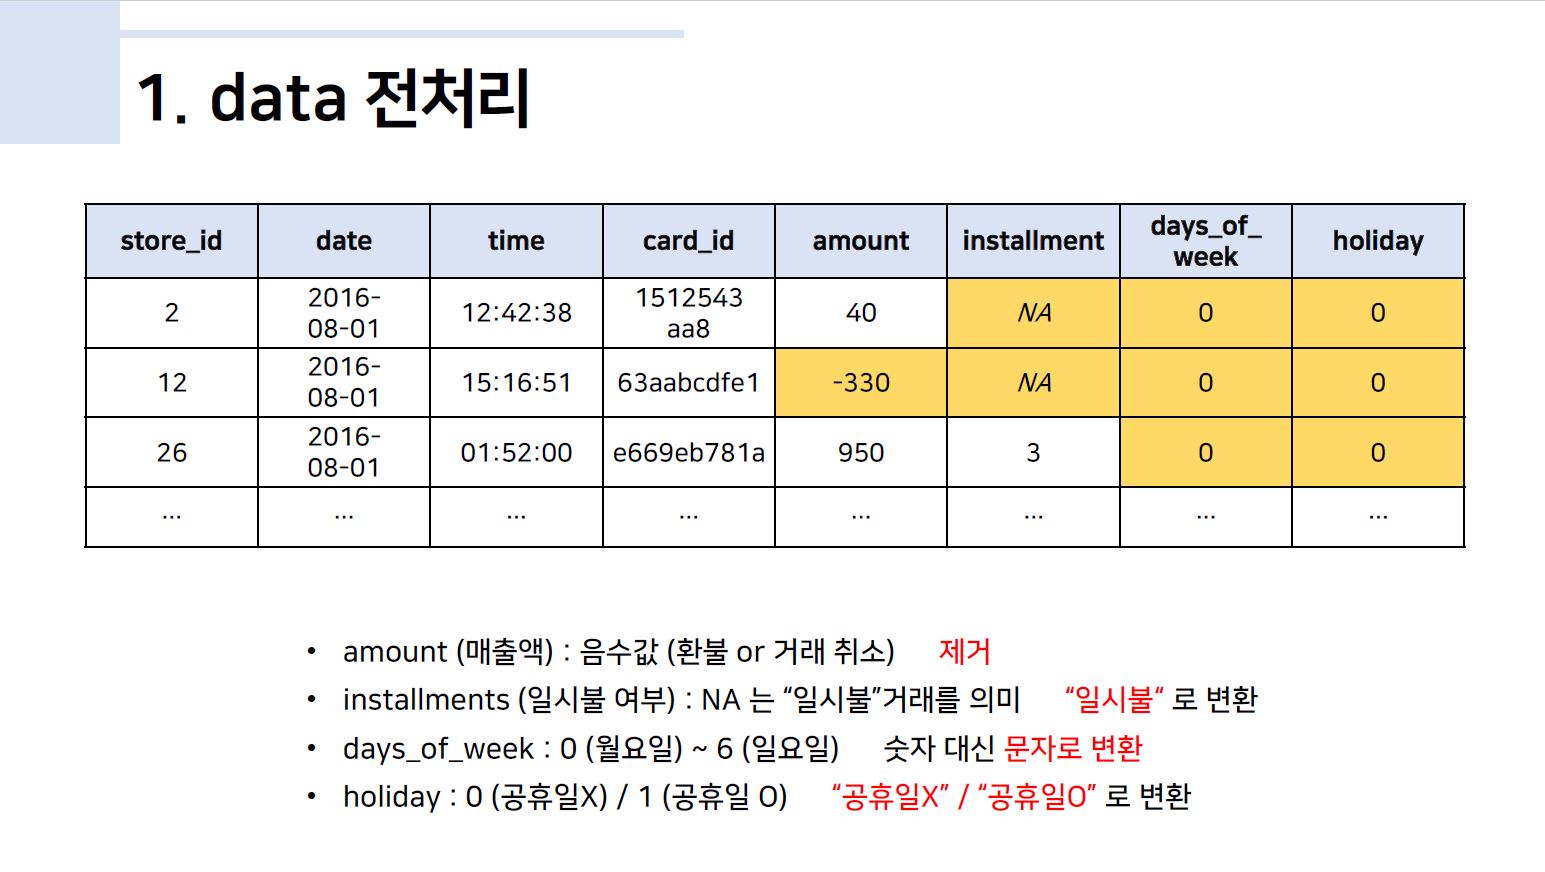 1. data 전처리
store_id date time card_id amount installment days_of_ week holiday
2 2016- 08-01 12:42:38 1512543 aa8 40 NA 0 0
12 2016- 08-01 15:16:51 63aabcdfe1 -330 NA 0 0
26 2016- 08-01 01:52:00 e669eb781a 950 3 0 0
... ... ... ... ... ... ... ...
• amount (매출액) : 음수값 (환불 or 거래 취소) 제거
• installments (일시불 여부) : NA 는 “일시불”거래를 의미 “일시불“ 로 변환
• days_of_week : 0 (월요일) ~ 6 (일요일) 숫자 대신 문자로 변환
• holiday : 0 (공휴일X) / 1 (공휴일 O) “공휴일X” / “공휴일O” 로 변환